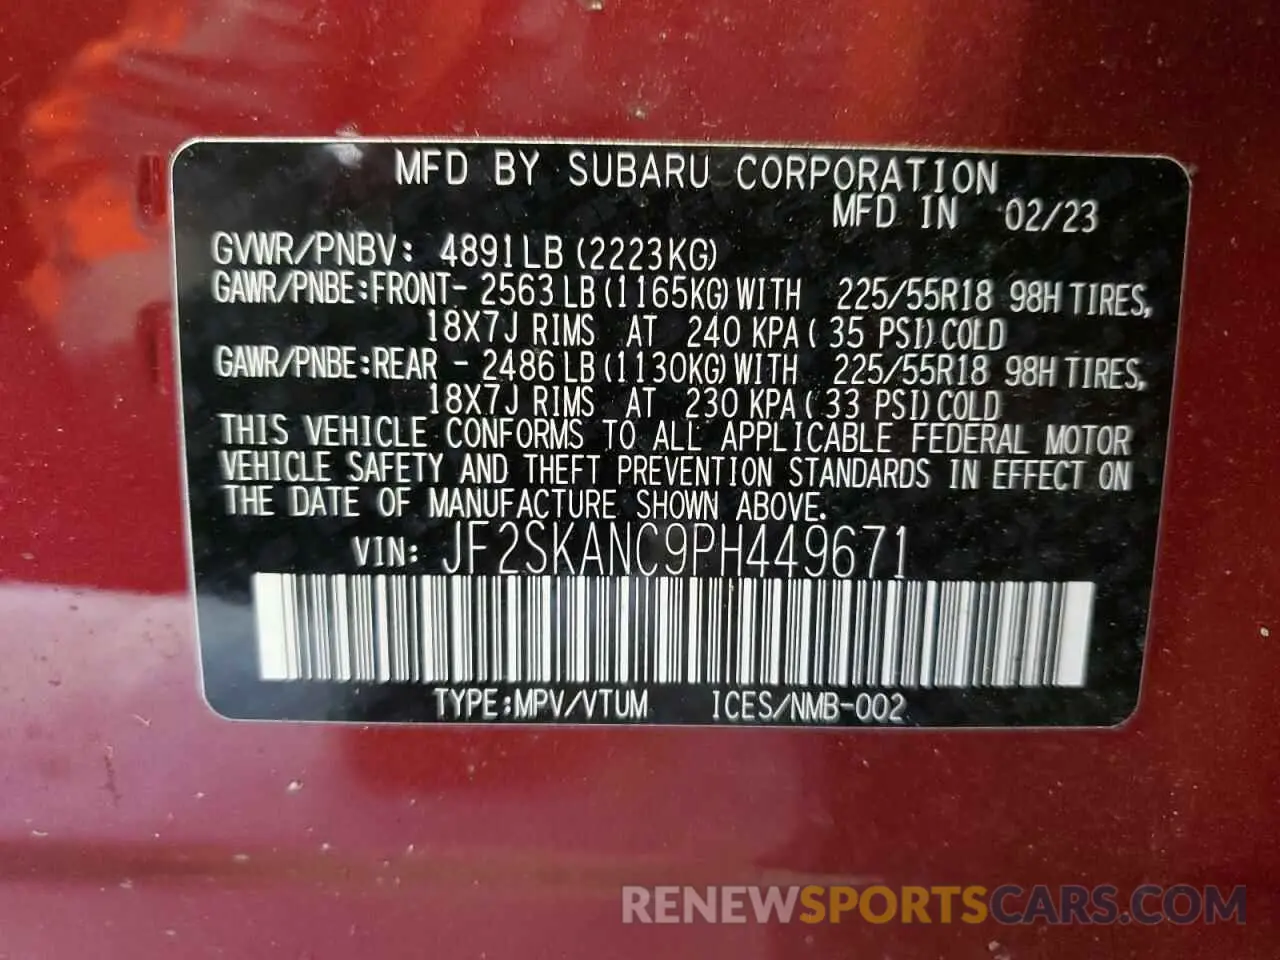 MFD BY SUBARU CORPORATION
MFD IN 02/23
GVWR/PNBV: 4891LB (2223KG)
GAWR/PNBE:FRONT- 2563 LB (1165KG) WITH 225/55R18 98H TIRES,
18X7J RIMS AT 240 KPA ( 35 PSI) COLD
GAWR/PNBE:REAR - 2486 LB (1130KG) WITH 225/55R18 98H TIRES,
18X7J RIMS AT 230 KPA ( 33 PSI) COLD
THIS VEHICLE CONFORMS TO ALL APPLICABLE FEDERAL MOTOR
VEHICLE SAFETY AND THEFT PREVENTION STANDARDS IN EFFECT ON
THE DATE OF MANUFACTURE SHOWN ABOVE.
VIN: JF2SKANC9PH449671
TYPE:MPV/VTUM ICES/NMB-002
RENEWSPORTSCARS.COM